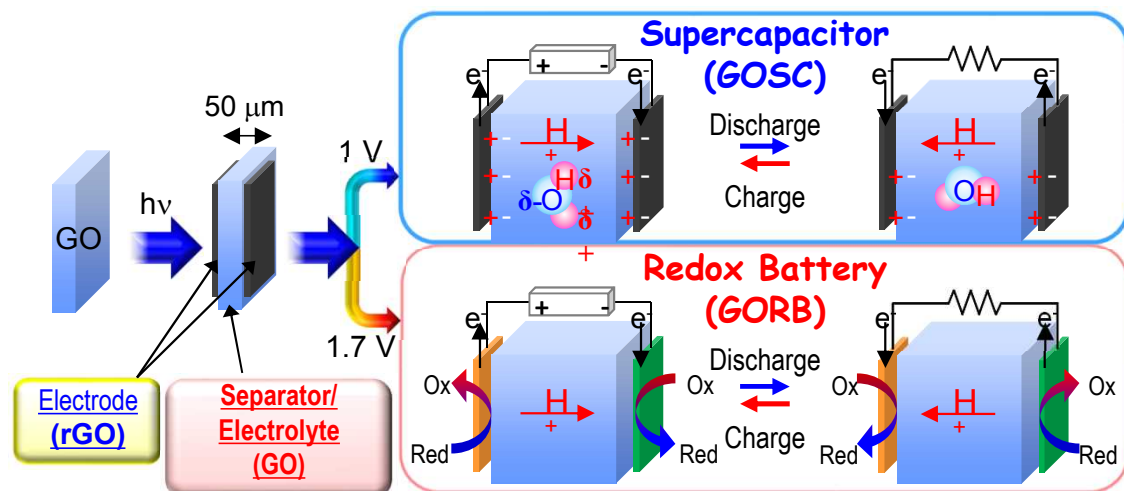 50 μm
GO
hν
1 V
1.7 V
Electrode
(rGO)
Separator/
Electrolyte
(GO)
Supercapacitor
(GOSC)
e-
+ -
e-
H
+
+ -
+ -
+ -
+ -
+ -
+ -
δ-O
H δ
+
δ
+
Discharge
Charge
e-
e-
H
+
+ -
+ -
+ -
+ -
+ -
+ -
O H
Redox Battery
(GORB)
e-
+ -
e-
Ox
Red
H
+
Ox
Red
Discharge
Charge
e-
e-
Ox
Red
H
+
Ox
Red